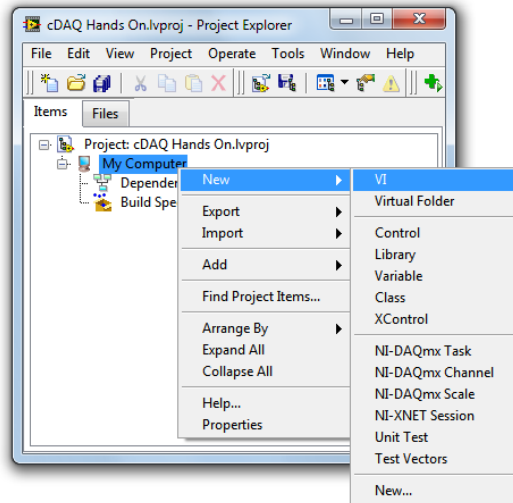 cDAQ Hands On.lvproj - Project Explorer
File Edit View Project Operate Tools Window Help
Items Files
Project: cDAQ Hands On.lvproj
My Computer
Dependen
Build Spe
New
Export
Import
Add
Find Project Items...
Arrange By
Expand All
Collapse All
Help...
Properties
VI
Virtual Folder
Control
Library
Variable
Class
XControl
NI-DAQmx Task
NI-DAQmx Channel
NI-DAQmx Scale
NI-XNET Session
Unit Test
Test Vectors
New...